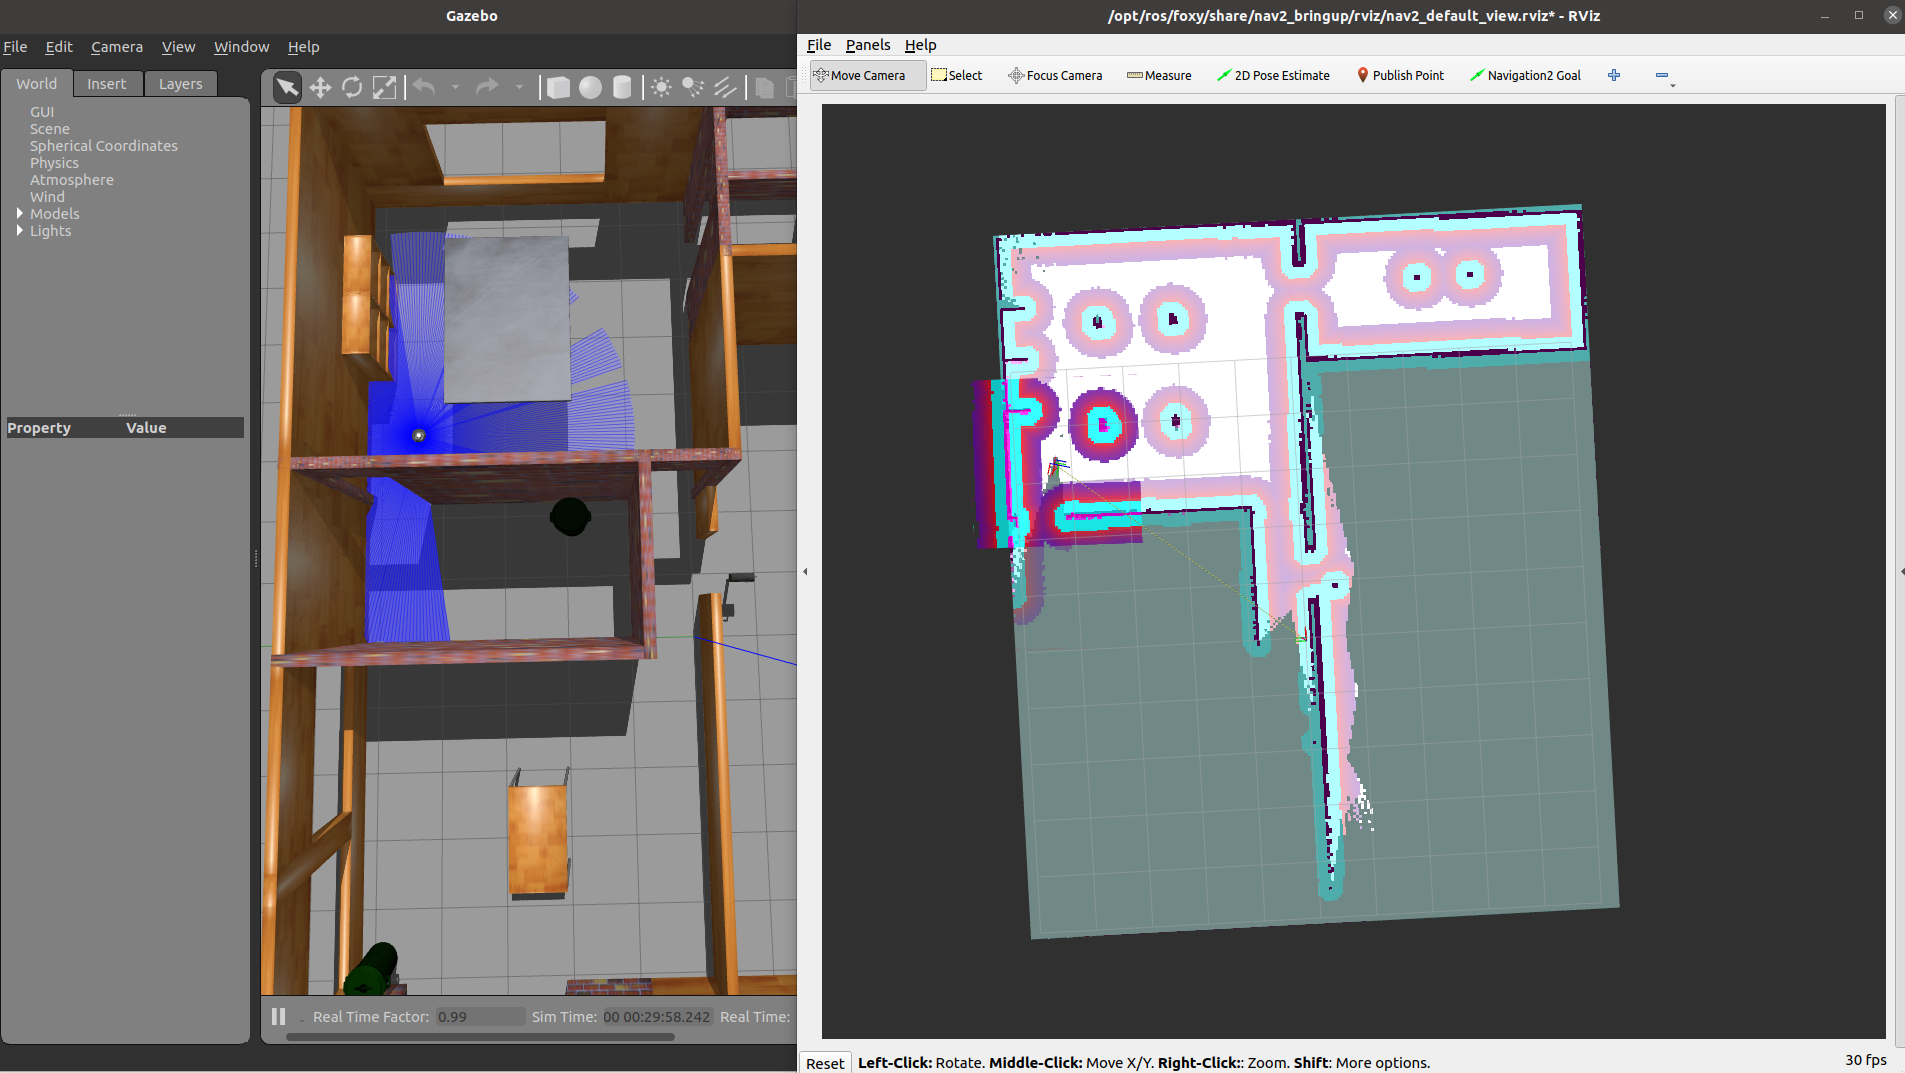 Gazebo
File Edit Camera View Window Help
World Insert Layers
GUI
Scene
Spherical Coordinates
Physics
Atmosphere
Wind
Models
Lights
Property Value
Real Time Factor: 0.99 Sim Time: 00 00:29:58.242 Real Time:
/opt/ros/foxy/share/nav2_bringup/rviz/nav2_default_view.rviz* - RViz
File Panels Help
Move Camera Select Focus Camera Measure 2D Pose Estimate Publish Point Navigation2 Goal
Reset Left-Click: Rotate. Middle-Click: Move X/Y. Right-Click:: Zoom. Shift: More options. 30 fps